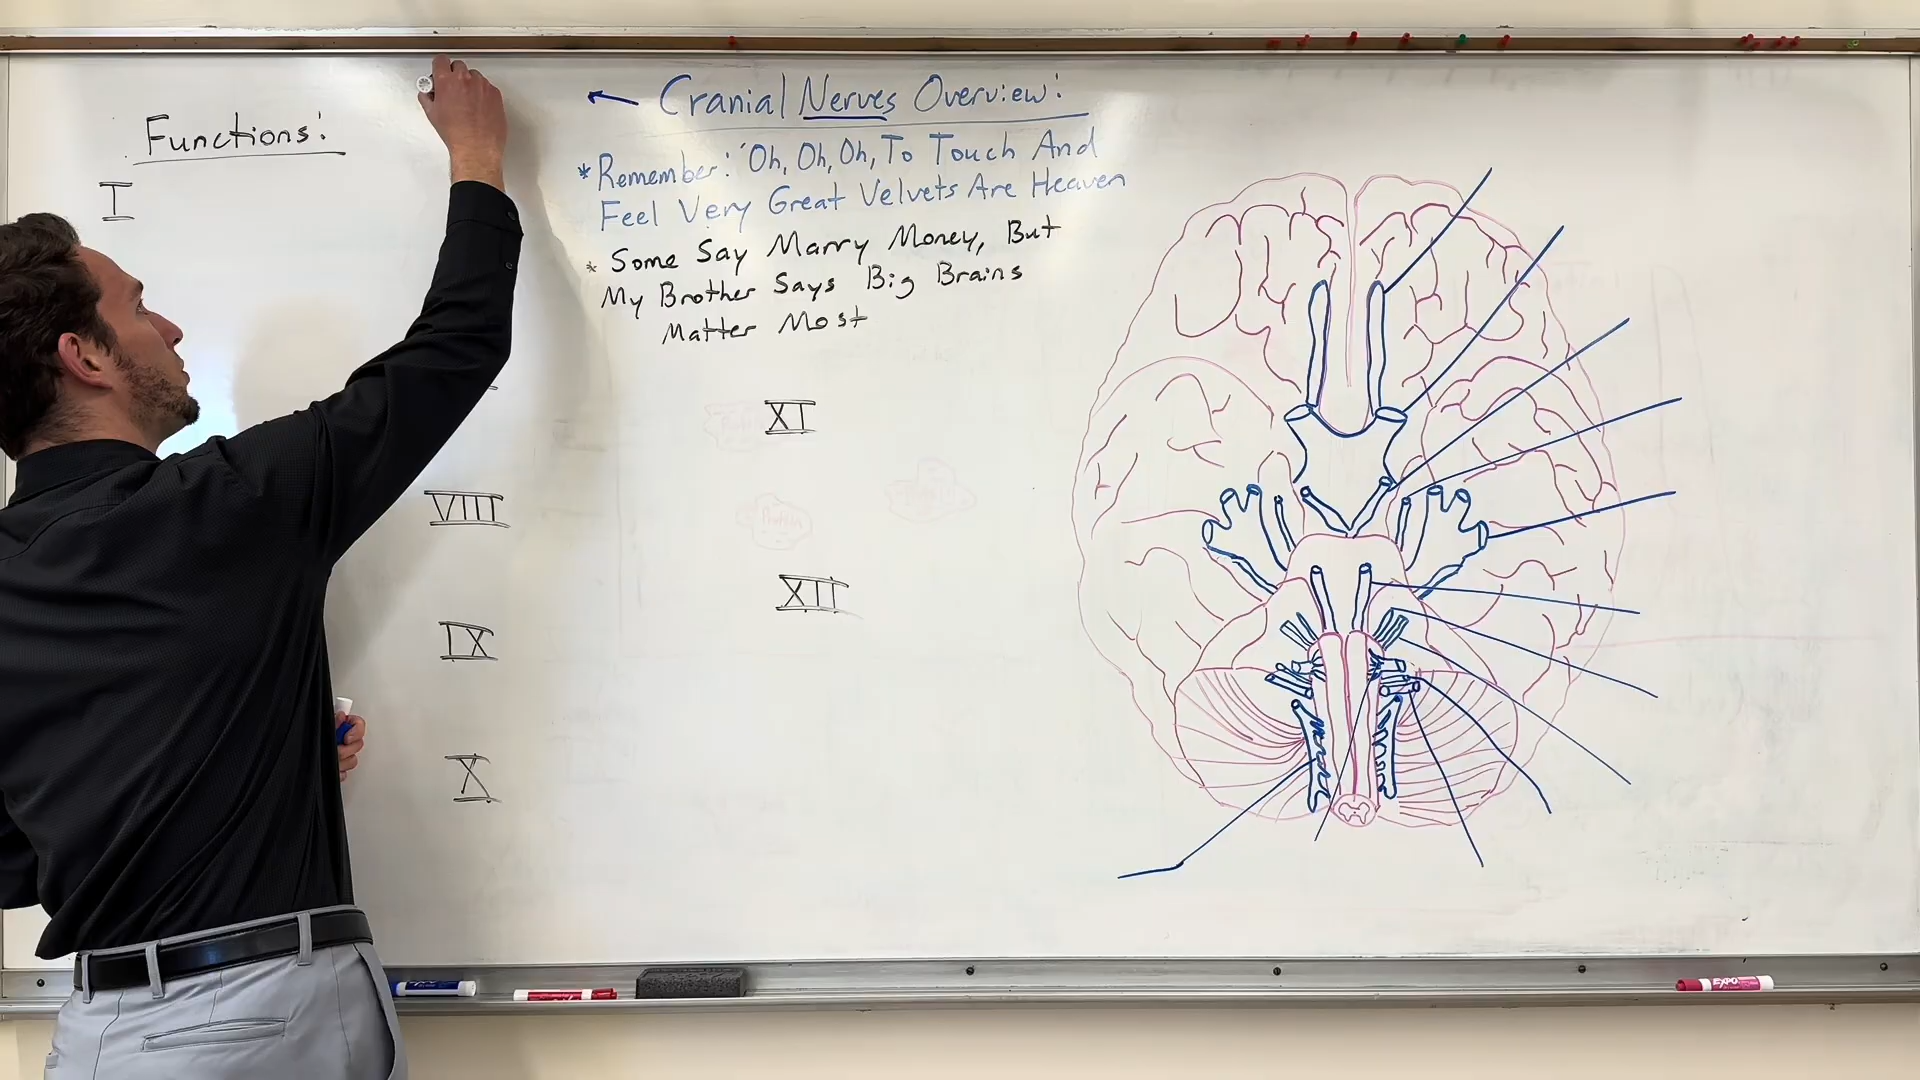 ← Cranial Nerves Overview:
Functions:
* Remember: "Oh, Oh, Oh, To Touch And
Feel Very Great Velvets Are Heaven
* Some Say Marry Money, But
My Brother Says Big Brains
Matter Most
I
VIII
IX
X
XI
XII
EXPO